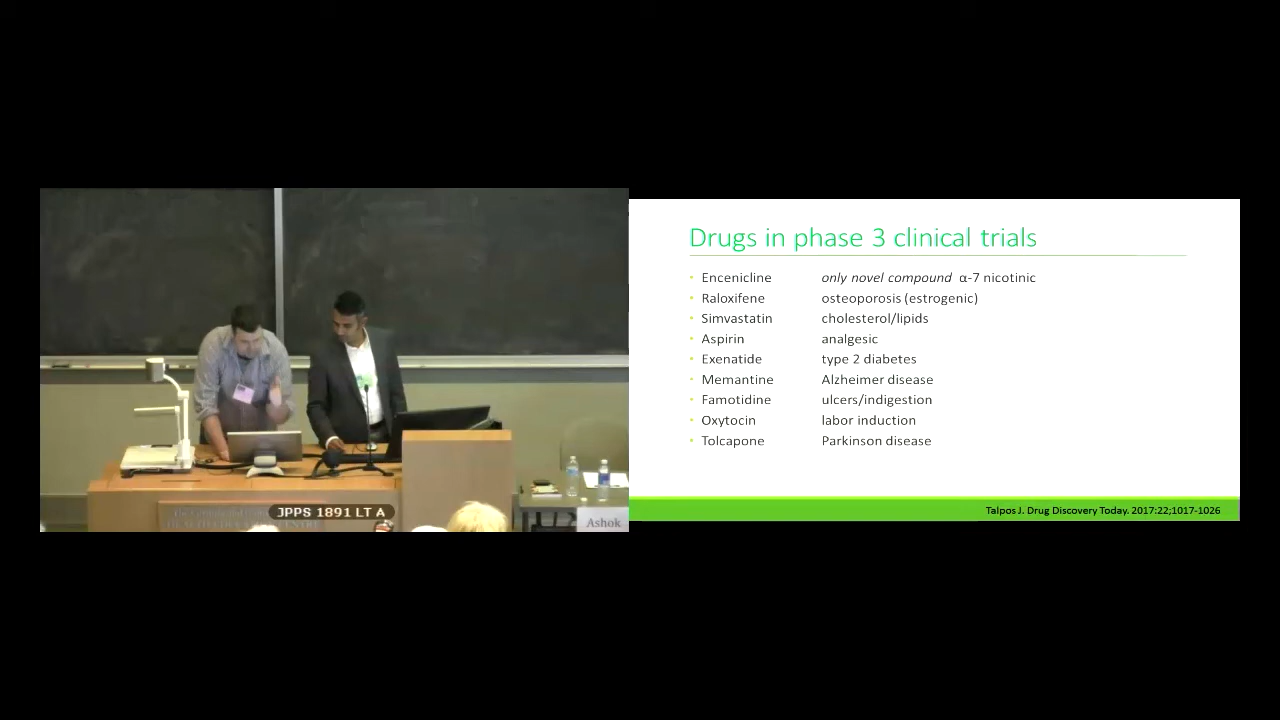 Drugs in phase 3 clinical trials
• Encenicline only novel compound α-7 nicotinic
• Raloxifene osteoporosis (estrogenic)
• Simvastatin cholesterol/lipids
• Aspirin analgesic
• Exenatide type 2 diabetes
• Memantine Alzheimer disease
• Famotidine ulcers/indigestion
• Oxytocin labor induction
• Tolcapone Parkinson disease
Talpos J. Drug Discovery Today. 2017:22;1017-1026
JPPS 1891 LT A
Ashok